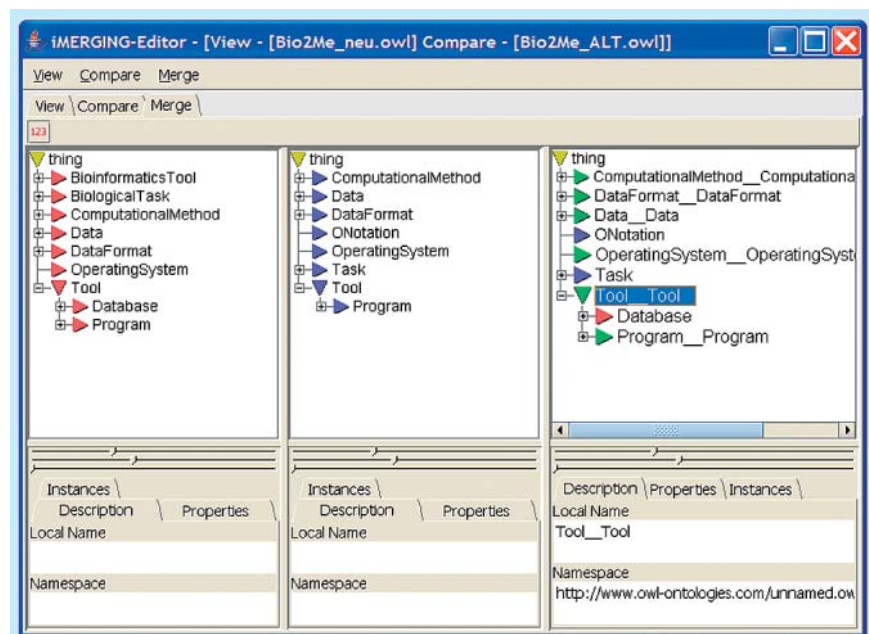 iMERGING-Editor - [View - [Bio2Me_neu.owl] Compare - [Bio2Me_ALT.owl]]
View Compare Merge
View Compare Merge
123
thing
BioinformaticsTool
BiologicalTask
ComputationalMethod
Data
DataFormat
OperatingSystem
Tool
Database
Program
Instances
Description Properties
Local Name
Namespace
thing
ComputationalMethod
Data
DataFormat
ONotation
OperatingSystem
Task
Tool
Program
Instances
Description Properties
Local Name
Namespace
thing
ComputationalMethod__Computationa
DataFormat__DataFormat
Data__Data
ONotation
OperatingSystem__OperatingSyst
Task
Tool__Tool
Database
Program__Program
Description Properties Instances
Local Name
Tool__Tool
Namespace
http://www.owl-ontologies.com/unnamed.ow